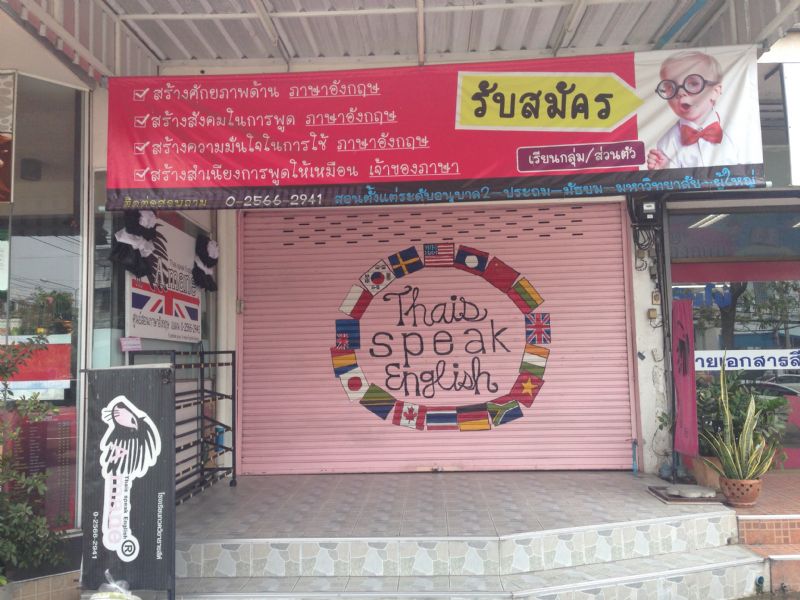 สร้างศักยภาพด้าน ภาษาอังกฤษ
สร้างสังคมในการพูด ภาษาอังกฤษ
สร้างความมั่นใจในการใช้ ภาษาอังกฤษ
สร้างสำเนียงการพูดให้เหมือน เจ้าของภาษา
รับสมัคร
เรียนกลุ่ม/ส่วนตัว
ติดต่อสอบถาม 0-2566-2941 สอนตั้งแต่ระดับอนุบาล2-ประถม-มัธยม-มหาวิทยาลัย-ผู้ใหญ่
Thais
speak
English
Thais speak English
0-2566-2941
ายเอกสารสี